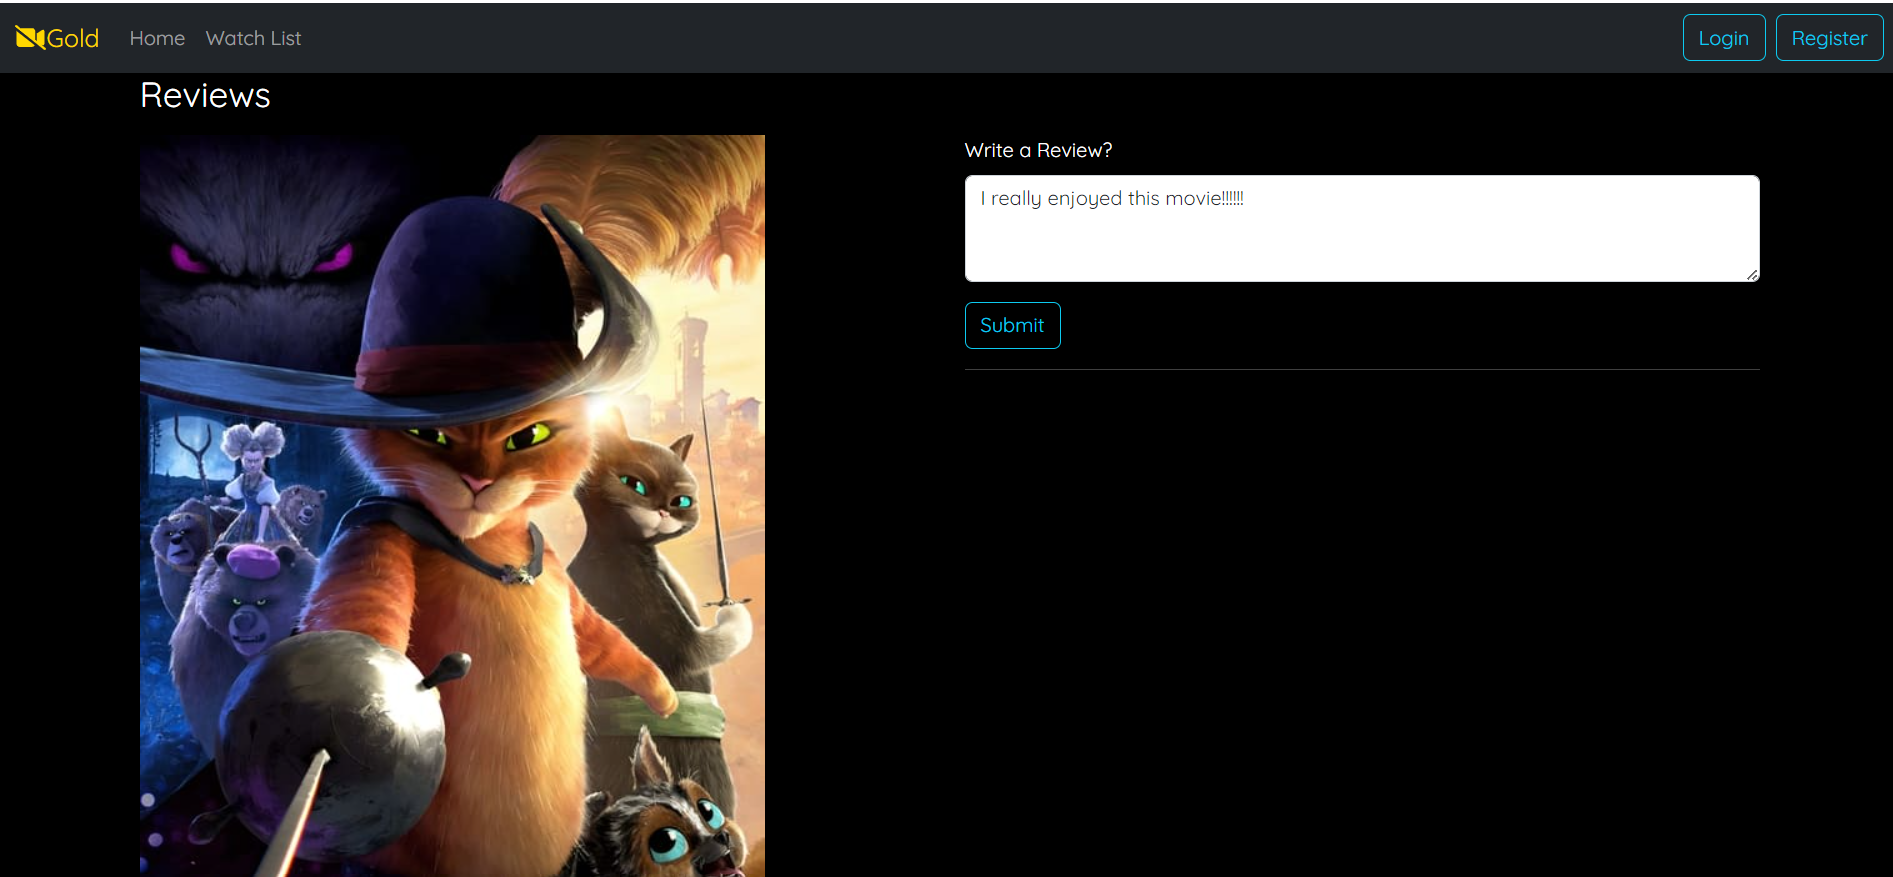 Gold Home Watch List Login Register
Reviews
Write a Review?
I really enjoyed this movie!!!!!!
Submit